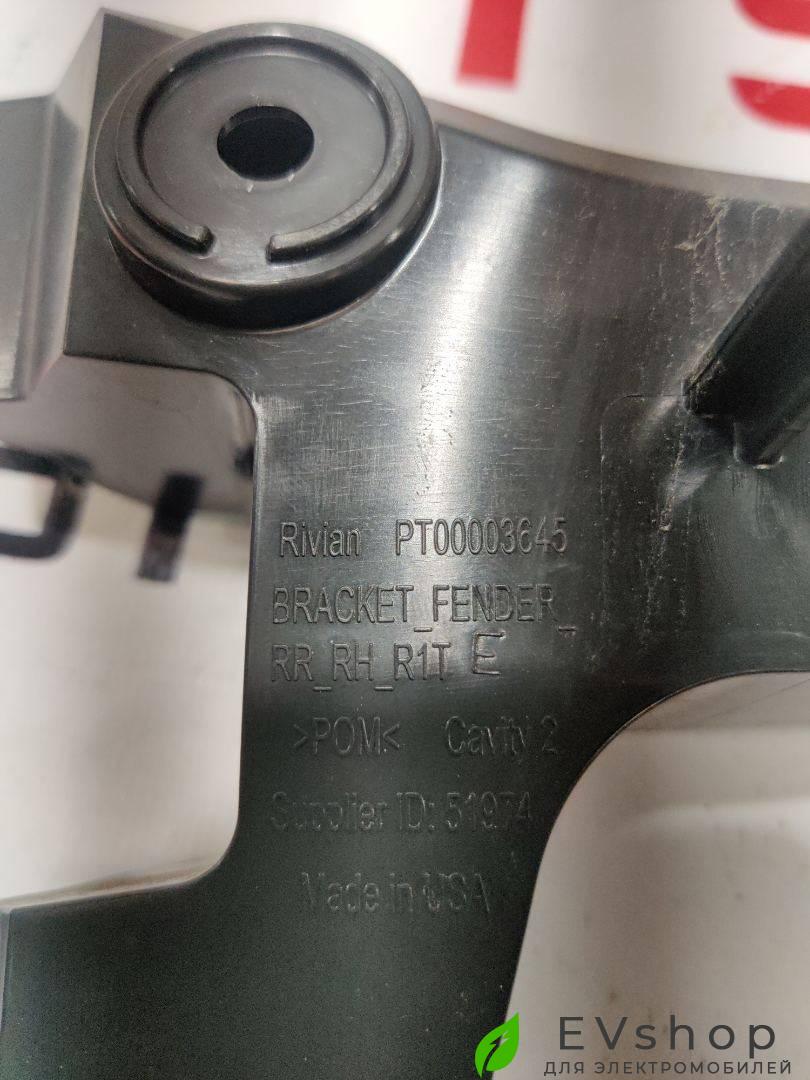 Rivian PT00003645
BRACKET_FENDER_
RR_RH_R1T E
>POM< Cavity 2
Supplier ID: 51974
Made in USA
EVshop
ДЛЯ ЭЛЕКТРОМОБИЛЕЙ